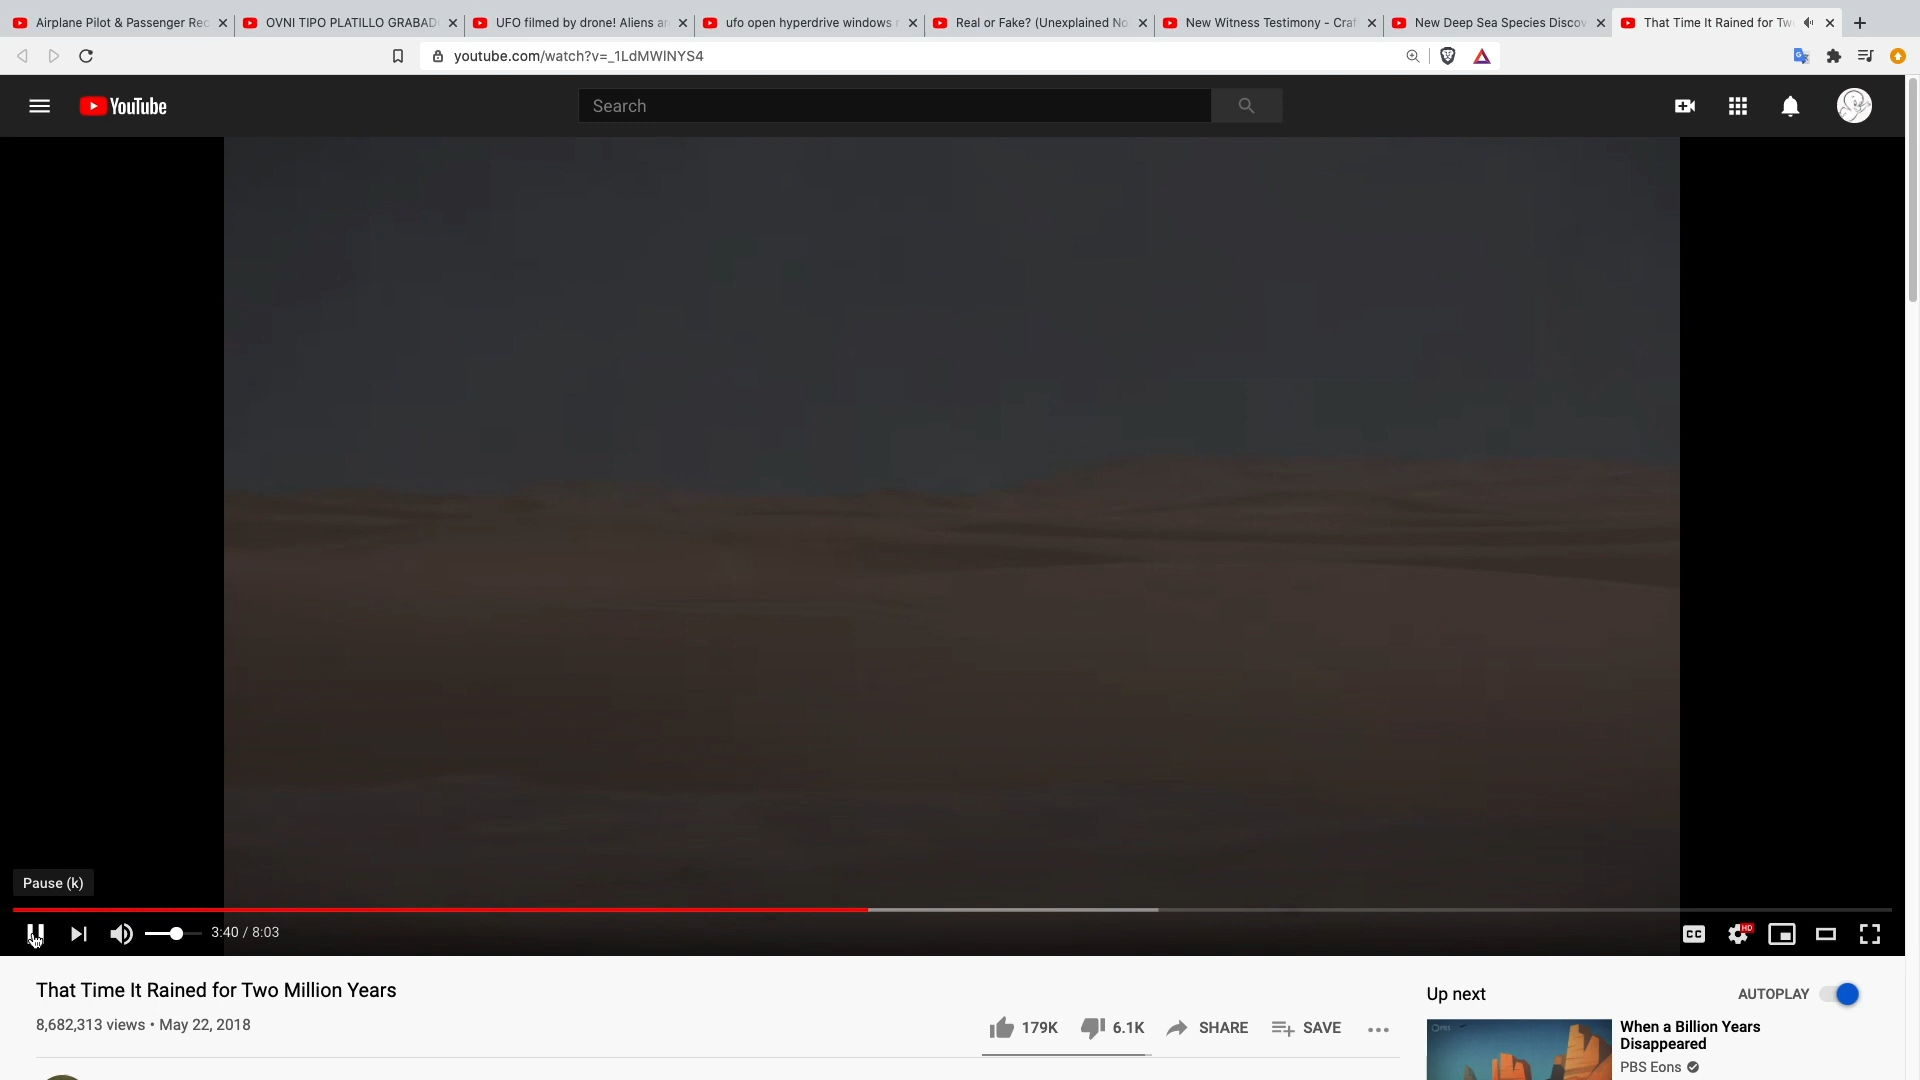 Airplane Pilot & Passenger Rec
OVNI TIPO PLATILLO GRABAD
UFO filmed by drone! Aliens a
ufo open hyperdrive windows
Real or Fake? (Unexplained No
New Witness Testimony - Craf
New Deep Sea Species Discov
That Time It Rained for Tw
youtube.com/watch?v=_1LdMWlNYS4
YouTube
Search
Pause (k)
3:40 / 8:03
CC
HD
That Time It Rained for Two Million Years
8,682,313 views • May 22, 2018
179K
6.1K
SHARE
SAVE
Up next
AUTOPLAY
When a Billion Years
Disappeared
PBS Eons